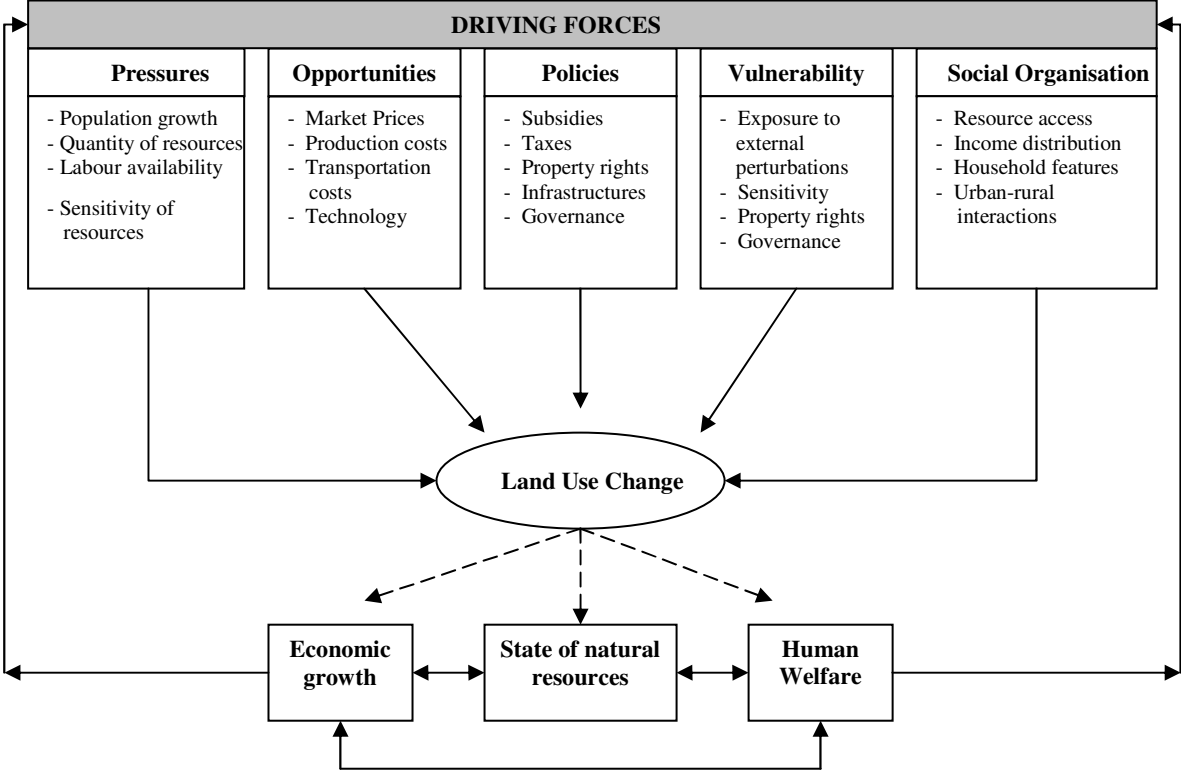 DRIVING FORCES
Pressures
- Population growth
- Quantity of resources
- Labour availability
- Sensitivity of
resources
Opportunities
- Market Prices
- Production costs
- Transportation
costs
- Technology
Policies
- Subsidies
- Taxes
- Property rights
- Infrastructures
- Governance
Vulnerability
- Exposure to
external
perturbations
- Sensitivity
- Property rights
- Governance
Social Organisation
- Resource access
- Income distribution
- Household features
- Urban-rural
interactions
Land Use Change
Economic
growth
State of natural
resources
Human
Welfare